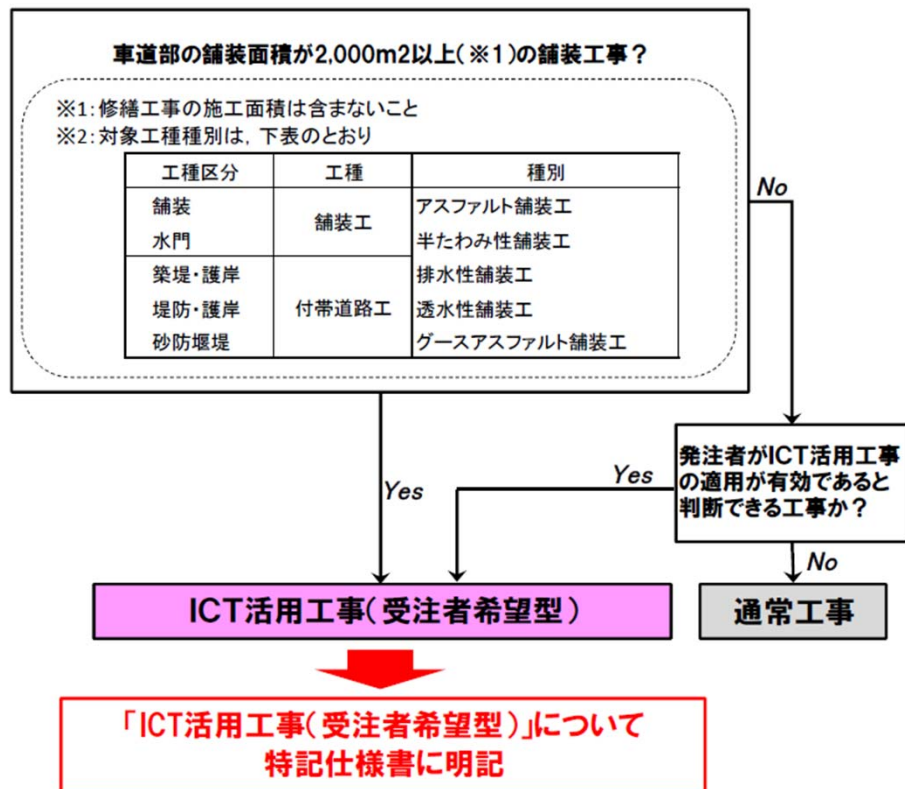 車道部の舗装面積が2,000m2以上(※1)の舗装工事？
※1:修繕工事の施工面積は含まないこと
※2:対象工種種別は，下表のとおり
工種区分 工種 種別
舗装 舗装工 アスファルト舗装工
水門 半たわみ性舗装工
築堤・護岸 付帯道路工 排水性舗装工
堤防・護岸 透水性舗装工
砂防堰堤 グースアスファルト舗装工
No
発注者がICT活用工事
の適用が有効であると
判断できる工事か？
Yes
Yes
No
ICT活用工事(受注者希望型)
通常工事
「ICT活用工事(受注者希望型)」について
特記仕様書に明記